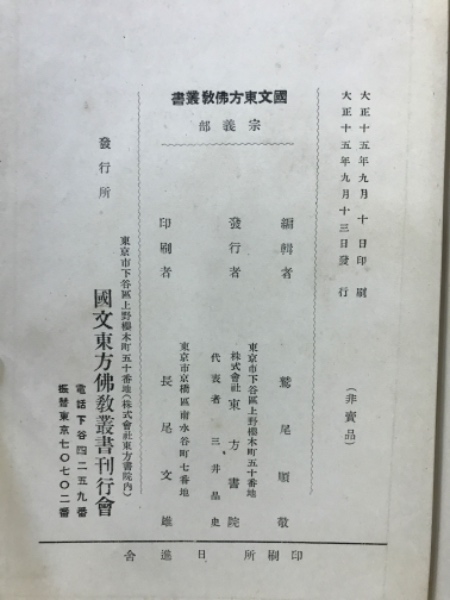 大正十五年九月十日印刷
大正十五年九月十三日發行
(非賣品)
國文東方佛敎叢書
宗義部
編輯者 鷲尾順敬
東京市下谷區上野櫻木町五十番地
發行者 株式會社 東方書院
代表者 三井晶史
東京市京橋區南水谷町七番地
印刷者 長尾文雄
發行所
東京市下谷區上野櫻木町五十番地(株式會社東方書院內)
國文東方佛敎叢書刊行會
電話下谷四二五九番
振替東京七〇七〇二番
印刷所 日進舍